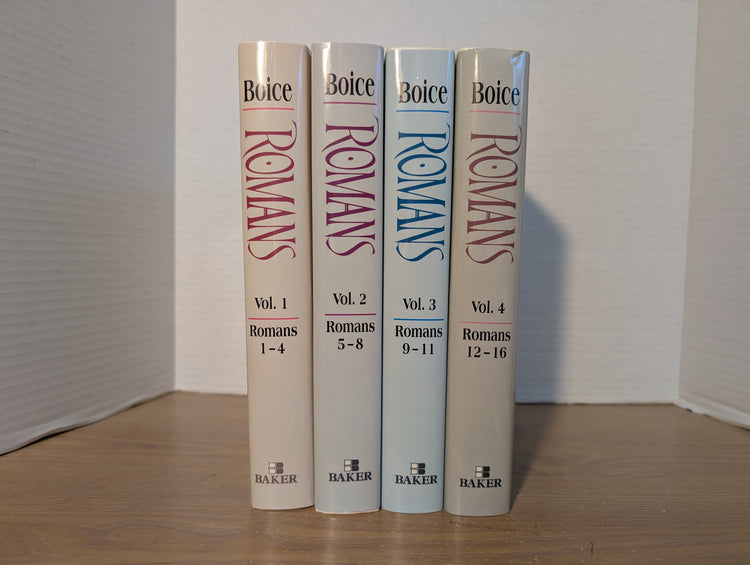 Boice
ROMANS
Vol. 1
Romans
1–4
BAKER
Boice
ROMANS
Vol. 2
Romans
5–8
BAKER
Boice
ROMANS
Vol. 3
Romans
9–11
BAKER
Boice
ROMANS
Vol. 4
Romans
12–16
BAKER